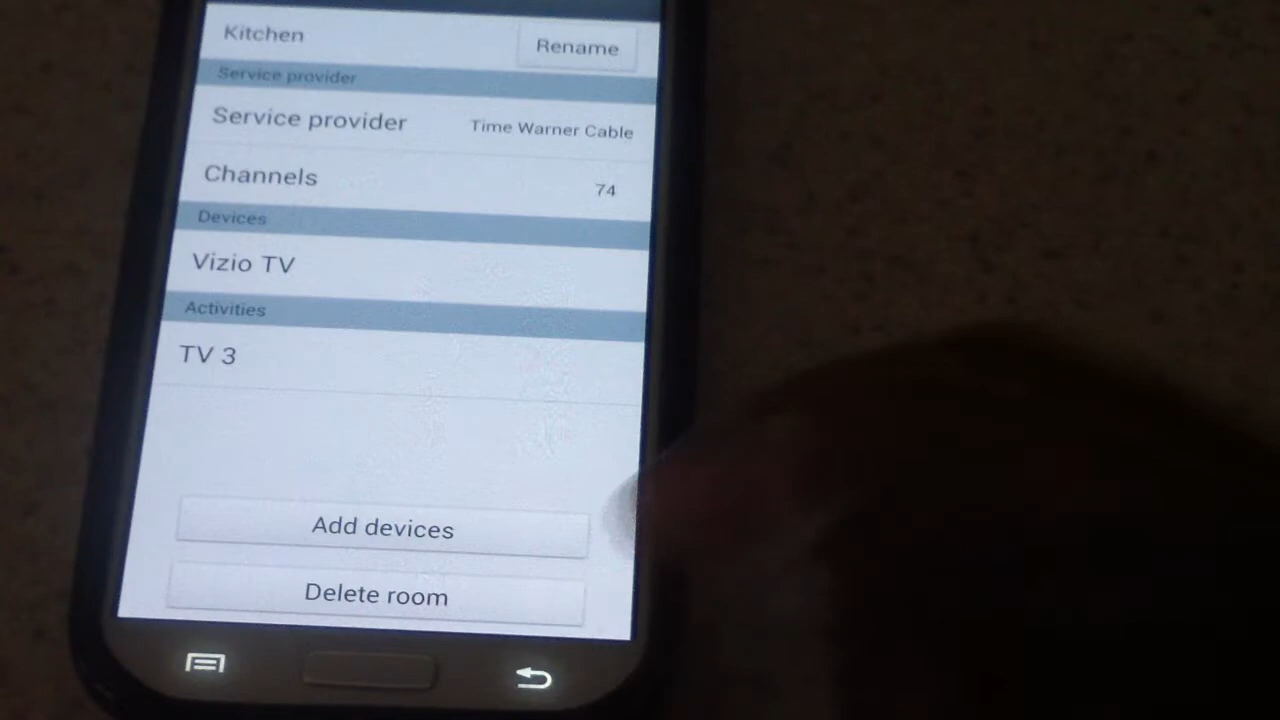 Kitchen
Rename
Service provider
Service provider
Time Warner Cable
Channels
74
Devices
Vizio TV
Activities
TV 3
Add devices
Delete room